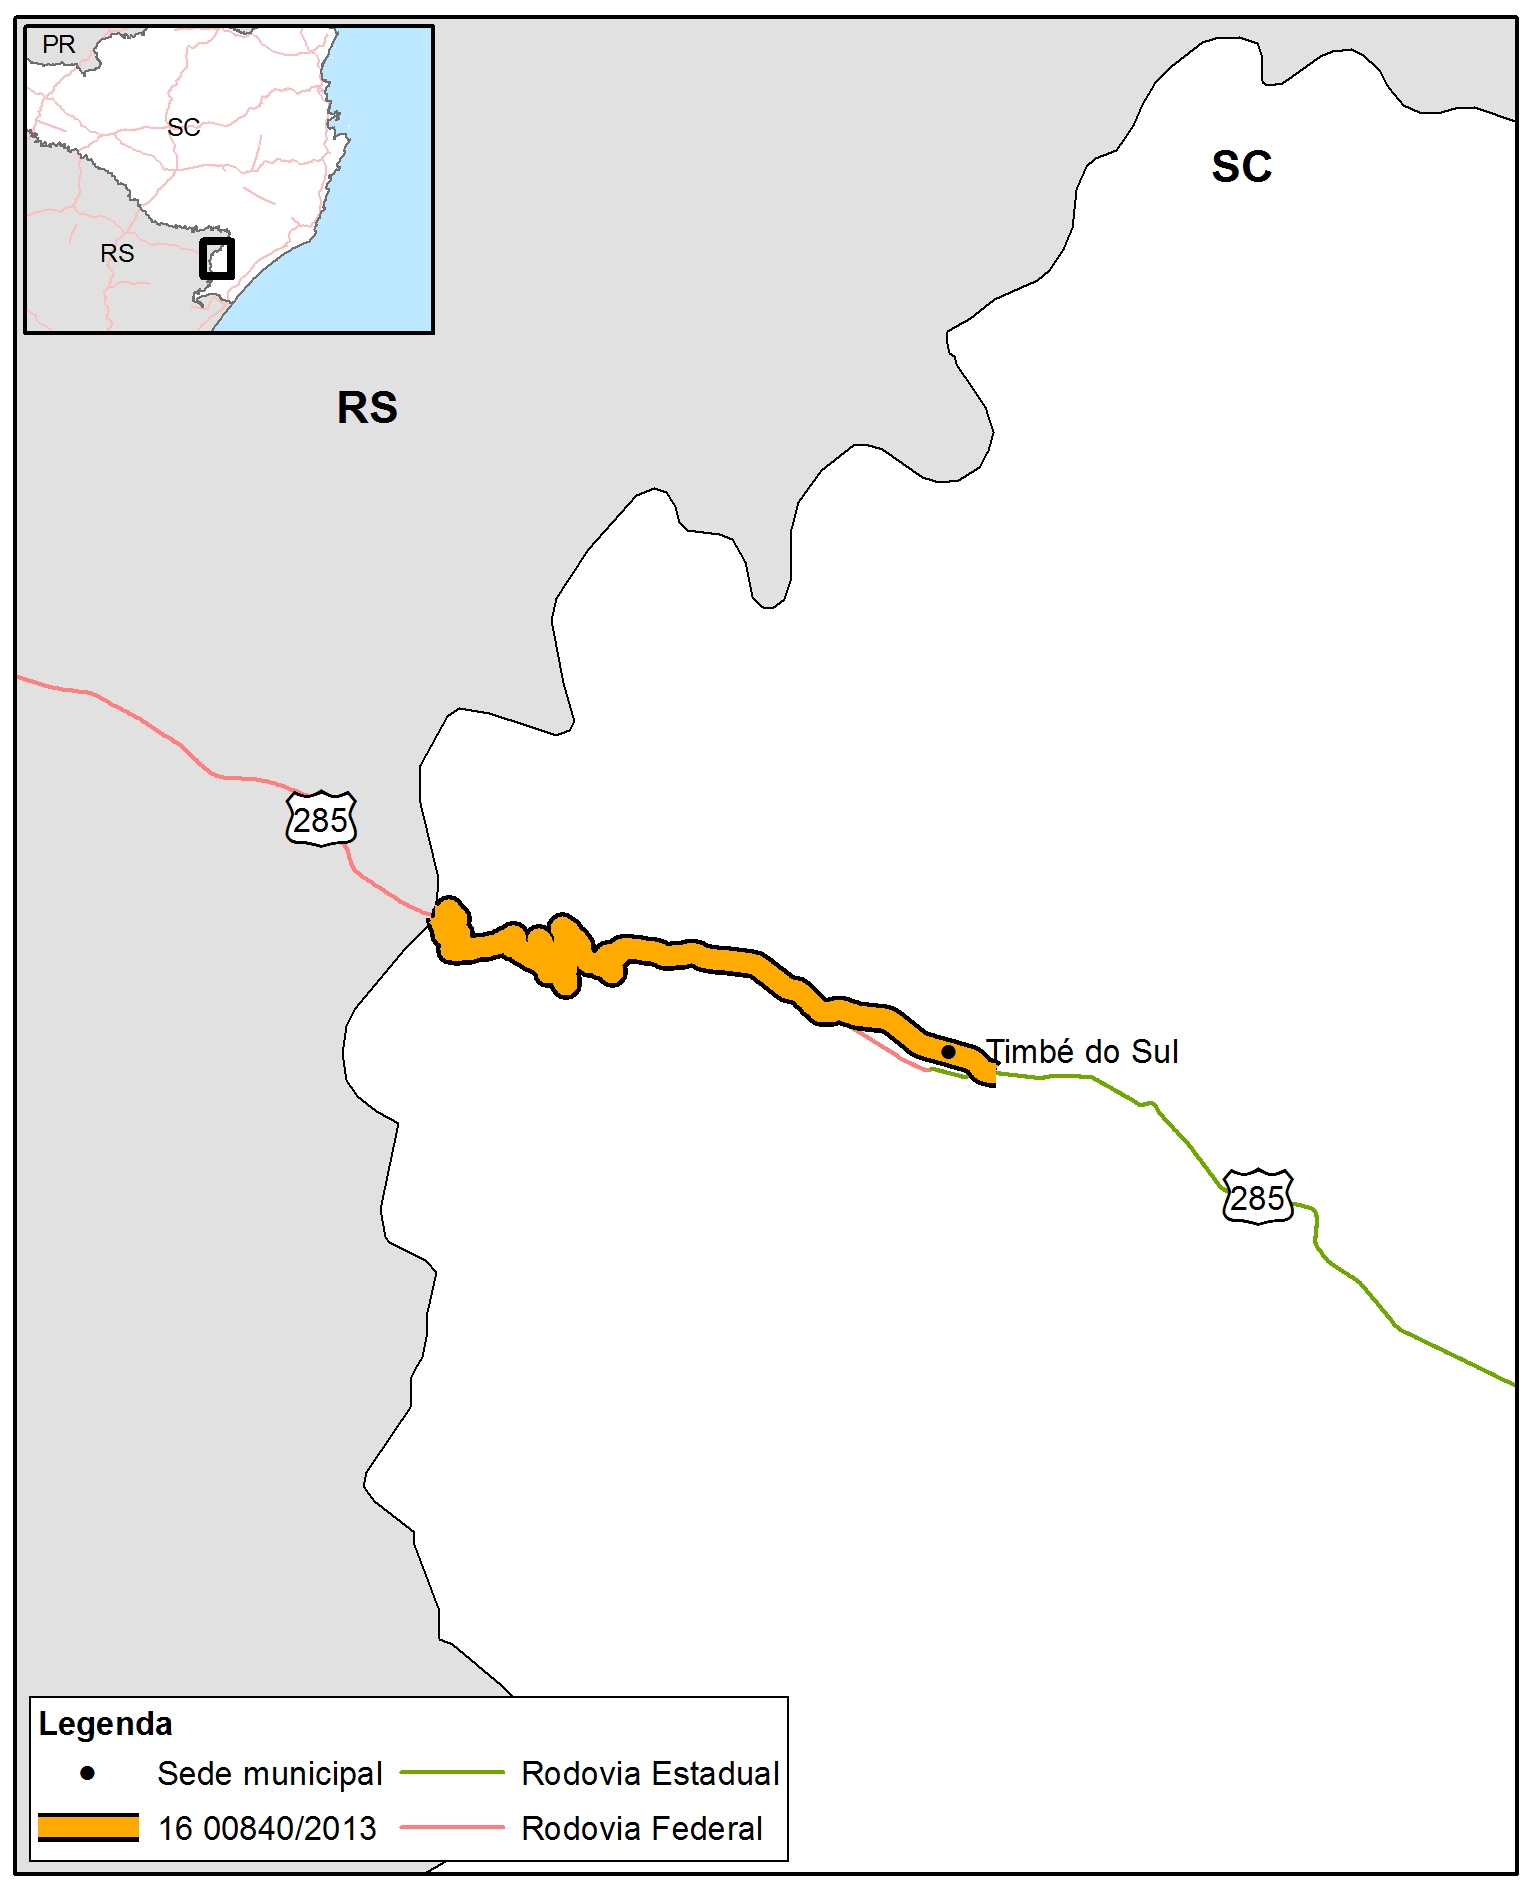 PR
SC
RS
SC
RS
285
Timbé do Sul
285
Legenda
Sede municipal
Rodovia Estadual
16 00840/2013
Rodovia Federal